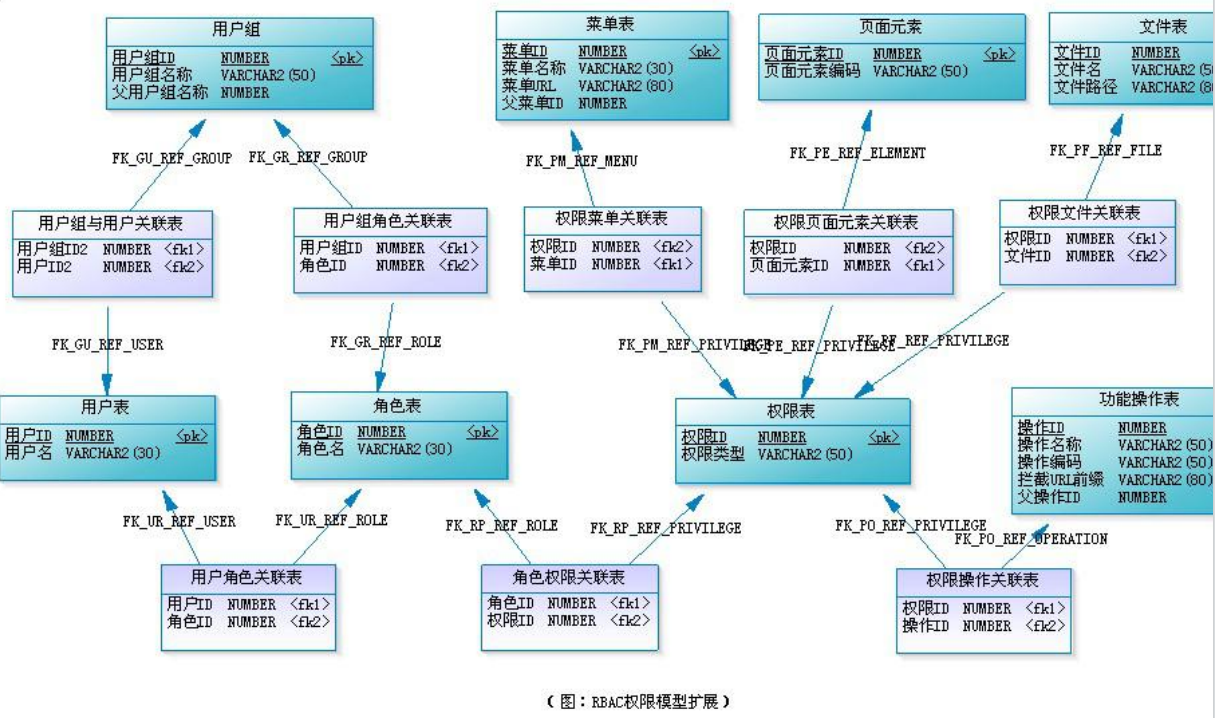 用户组
用户组ID NUMBER <pk>
用户组名称 VARCHAR2(50)
父用户组名称 NUMBER
菜单表
菜单ID NUMBER <pk>
菜单名称 VARCHAR2(30)
菜单URL VARCHAR2(80)
父菜单ID NUMBER
页面元素
页面元素ID NUMBER <pk>
页面元素编码 VARCHAR2(50)
文件表
文件ID NUMBER
文件名 VARCHAR2(5
文件路径 VARCHAR2(8
FK_GU_REF_GROUP
FK_GR_REF_GROUP
FK_PM_REF_MENU
FK_PE_REF_ELEMENT
FK_PF_REF_FILE
用户组与用户关联表
用户组ID2 NUMBER <fk1>
用户ID2 NUMBER <fk2>
用户组角色关联表
用户组ID NUMBER <fk1>
角色ID NUMBER <fk2>
权限菜单关联表
权限ID NUMBER <fk2>
菜单ID NUMBER <fk1>
权限页面元素关联表
权限ID NUMBER <fk2>
页面元素ID NUMBER <fk1>
权限文件关联表
权限ID NUMBER <fk1>
文件ID NUMBER <fk2>
FK_GU_REF_USER
FK_GR_REF_ROLE
FK_PM_REF_PRIVILEGE
FK_PE_REF_PRIVILEGE
FK_PF_REF_PRIVILEGE
用户表
用户ID NUMBER <pk>
用户名 VARCHAR2(30)
角色表
角色ID NUMBER <pk>
角色名 VARCHAR2(30)
权限表
权限ID NUMBER <pk>
权限类型 VARCHAR2(50)
功能操作表
操作ID NUMBER
操作名称 VARCHAR2(50)
操作编码 VARCHAR2(50)
拦截URL前缀 VARCHAR2(80)
父操作ID NUMBER
FK_UR_REF_USER
FK_UR_REF_ROLE
FK_RP_REF_ROLE
FK_RP_REF_PRIVILEGE
FK_PO_REF_PRIVILEGE
FK_PO_REF_OPERATION
用户角色关联表
用户ID NUMBER <fk1>
角色ID NUMBER <fk2>
角色权限关联表
角色ID NUMBER <fk1>
权限ID NUMBER <fk2>
权限操作关联表
权限ID NUMBER <fk1>
操作ID NUMBER <fk2>
(图：RBAC权限模型扩展)